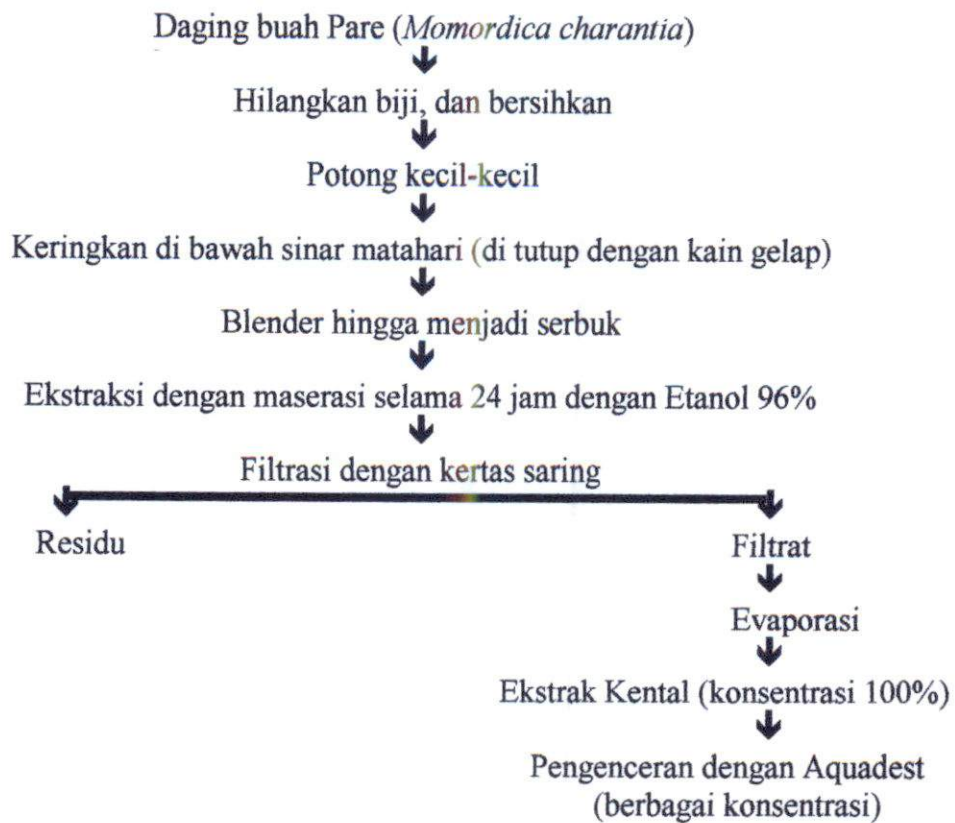 Daging buah Pare (Momordica charantia)
Hilangkan biji, dan bersihkan
Potong kecil-kecil
Keringkan di bawah sinar matahari (di tutup dengan kain gelap)
Blender hingga menjadi serbuk
Ekstraksi dengan maserasi selama 24 jam dengan Etanol 96%
Filtrasi dengan kertas saring
Residu
Filtrat
Evaporasi
Ekstrak Kental (konsentrasi 100%)
Pengenceran dengan Aquadest
(berbagai konsentrasi)